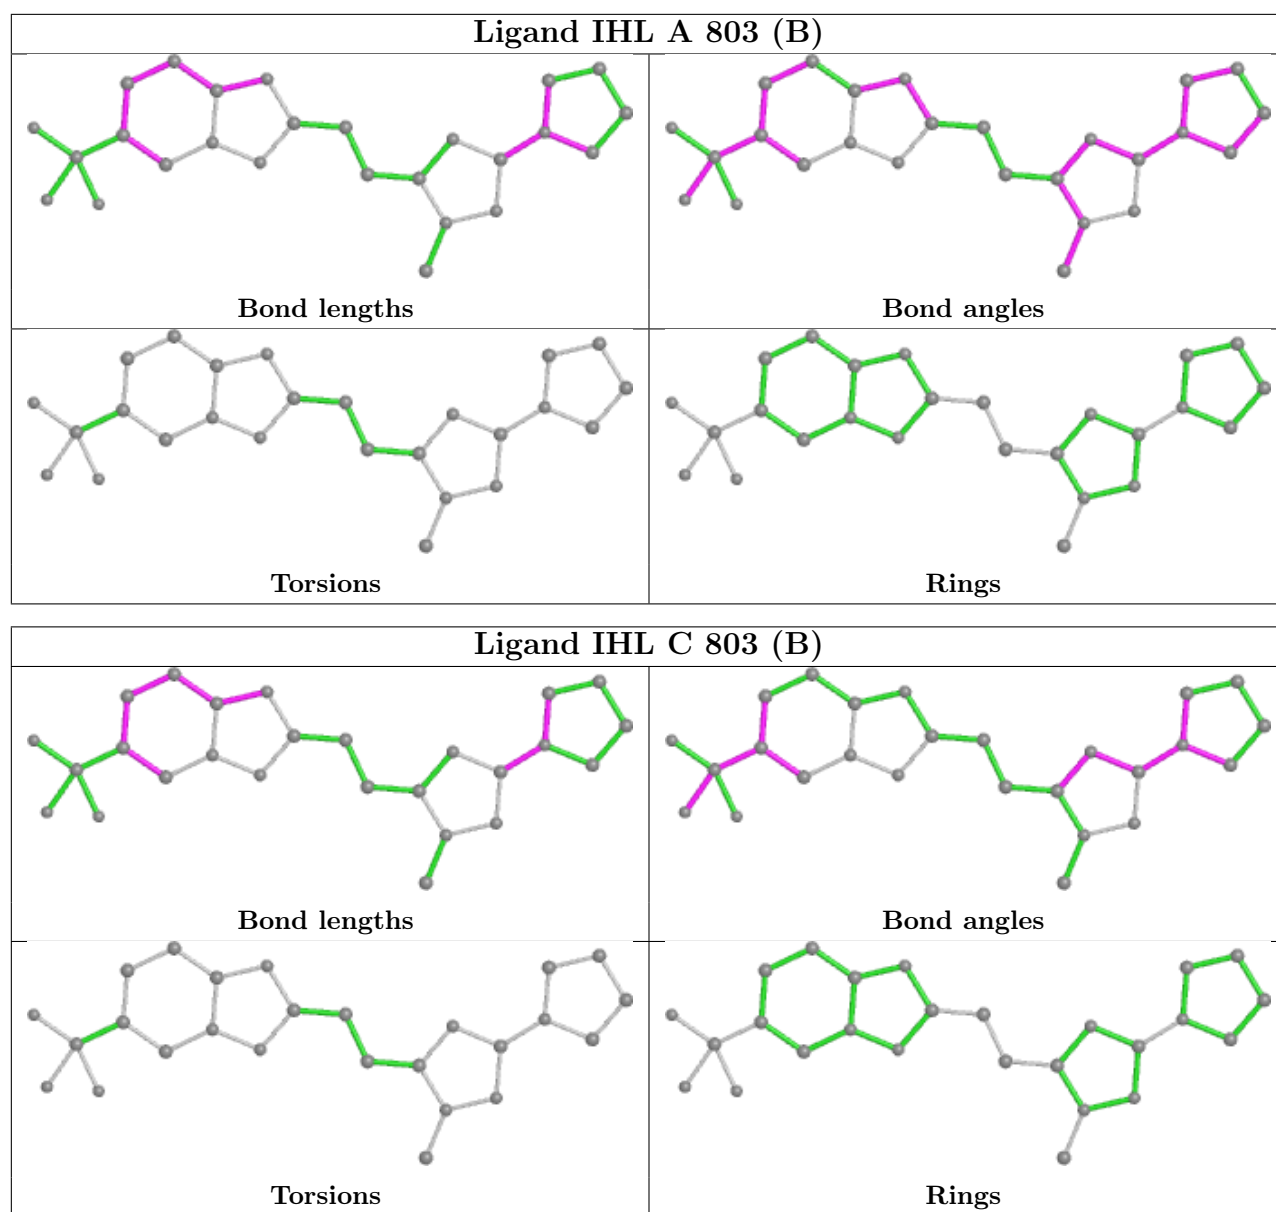 Ligand IHL A 803 (B)
Bond lengths
Bond angles
Torsions
Rings
Ligand IHL C 803 (B)
Bond lengths
Bond angles
Torsions
Rings